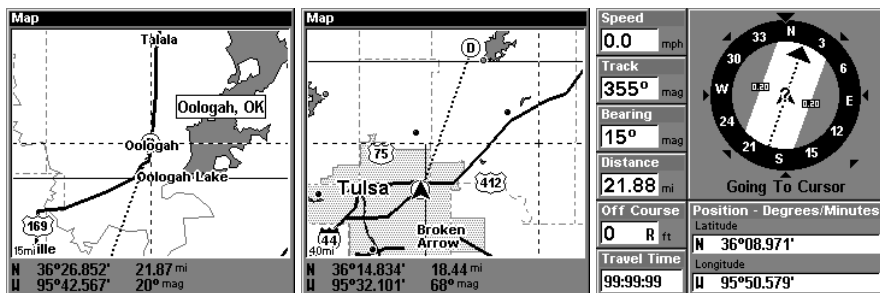 Map
Talala
Oologah, OK
Oologah
Oologah Lake
169
ille
15mi
N 36°26.852' 21.87 mi
W 95°42.567' 20° mag
Map
D
75
Tulsa
412
Broken
Arrow
44
40mi
N 36°14.834' 18.44 mi
W 95°32.101' 68° mag
Speed
0.0 mph
Track
355° mag
Bearing
15° mag
Distance
21.88 mi
Off Course
0 R ft
Travel Time
99:99:99
N
3
6
E
12
15
S
21
24
W
30
33
0.20
?
0.20
Going To Cursor
Position - Degrees/Minutes
Latitude
N 36°08.971'
Longitude
W 95°50.579'